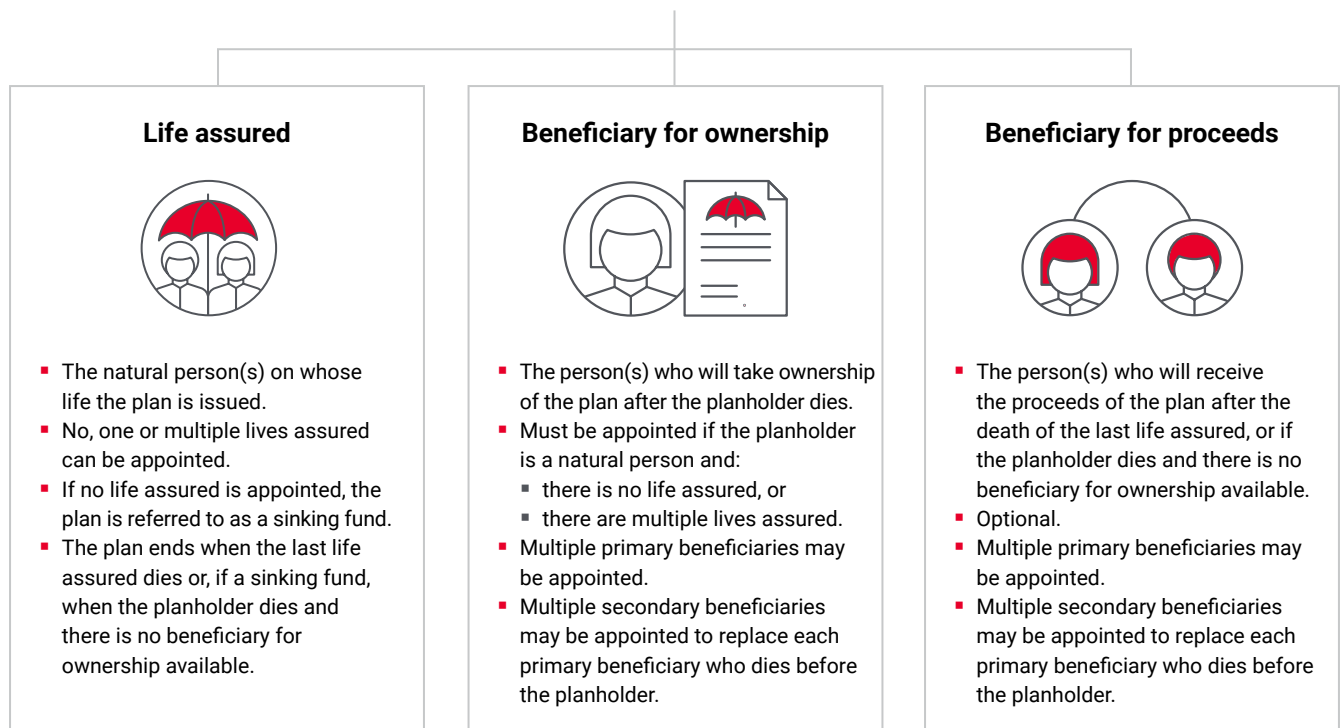 Life assured
The natural person(s) on whose
life the plan is issued.
No, one or multiple lives assured
can be appointed.
If no life assured is appointed, the
plan is referred to as a sinking fund.
The plan ends when the last life
assured dies or, if a sinking fund,
when the planholder dies and
there is no beneficiary for
ownership available.
Beneficiary for ownership
The person(s) who will take ownership
of the plan after the planholder dies.
Must be appointed if the planholder
is a natural person and:
there is no life assured, or
there are multiple lives assured.
Multiple primary beneficiaries may
be appointed.
Multiple secondary beneficiaries
may be appointed to replace each
primary beneficiary who dies before
the planholder.
Beneficiary for proceeds
The person(s) who will receive
the proceeds of the plan after the
death of the last life assured, or if
the planholder dies and there is no
beneficiary for ownership available.
Optional.
Multiple primary beneficiaries may
be appointed.
Multiple secondary beneficiaries
may be appointed to replace each
primary beneficiary who dies before
the planholder.